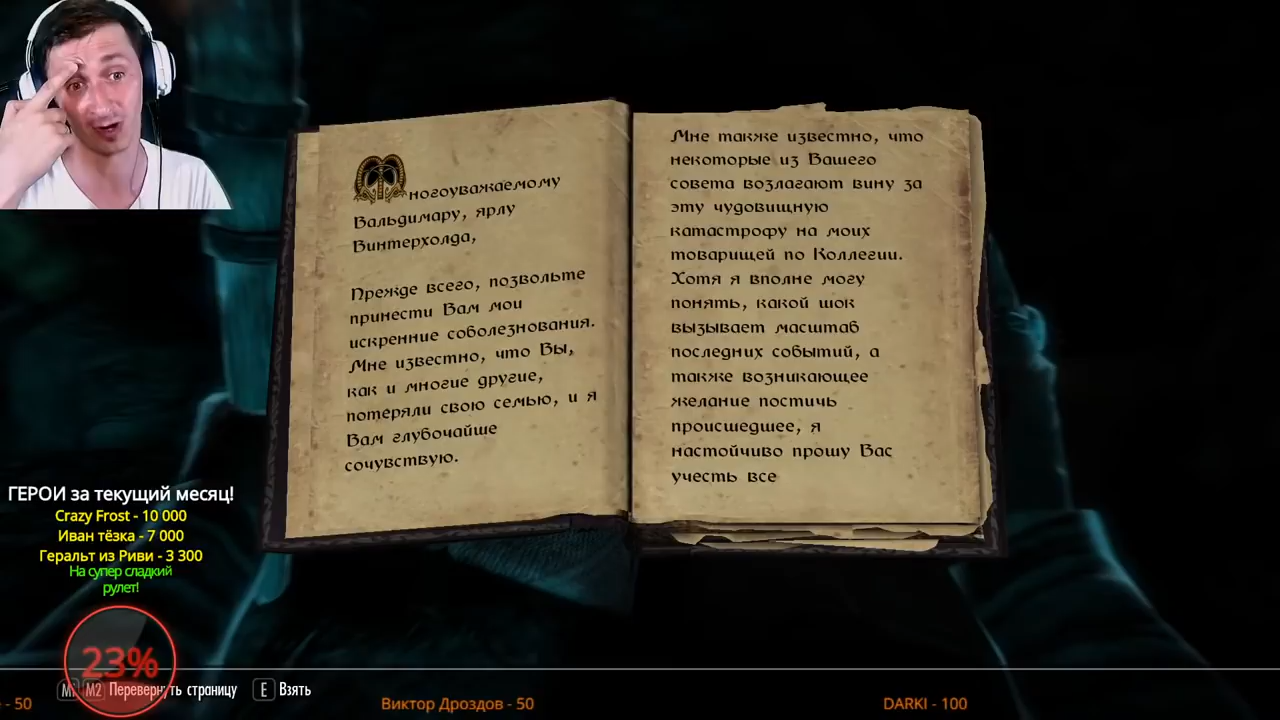 Многоуважаемому
Вальдимару, ярлу
Винтерхолда,
Прежде всего, позвольте
принести Вам мои
искренние соболезнования.
Мне известно, что Вы,
как и многие другие,
потеряли свою семью, и я
Вам глубочайше
сочувствую.
Мне также известно, что
некоторые из Вашего
совета возлагают вину за
эту чудовищную
катастрофу на моих
товарищей по Коллегии.
Хотя я вполне могу
понять, какой шок
вызывает масштаб
последних событий, а
также возникающее
желание постичь
происшедшее, я
настойчиво прошу Вас
учесть все
ГЕРОИ за текущий месяц!
Crazy Frost - 10 000
Иван тёзка - 7 000
Геральт из Риви - 3 300
На супер сладкий
рулет!
23%
M2 Перевернуть страницу
E Взять
- 50
Виктор Дроздов - 50
DARKI - 100